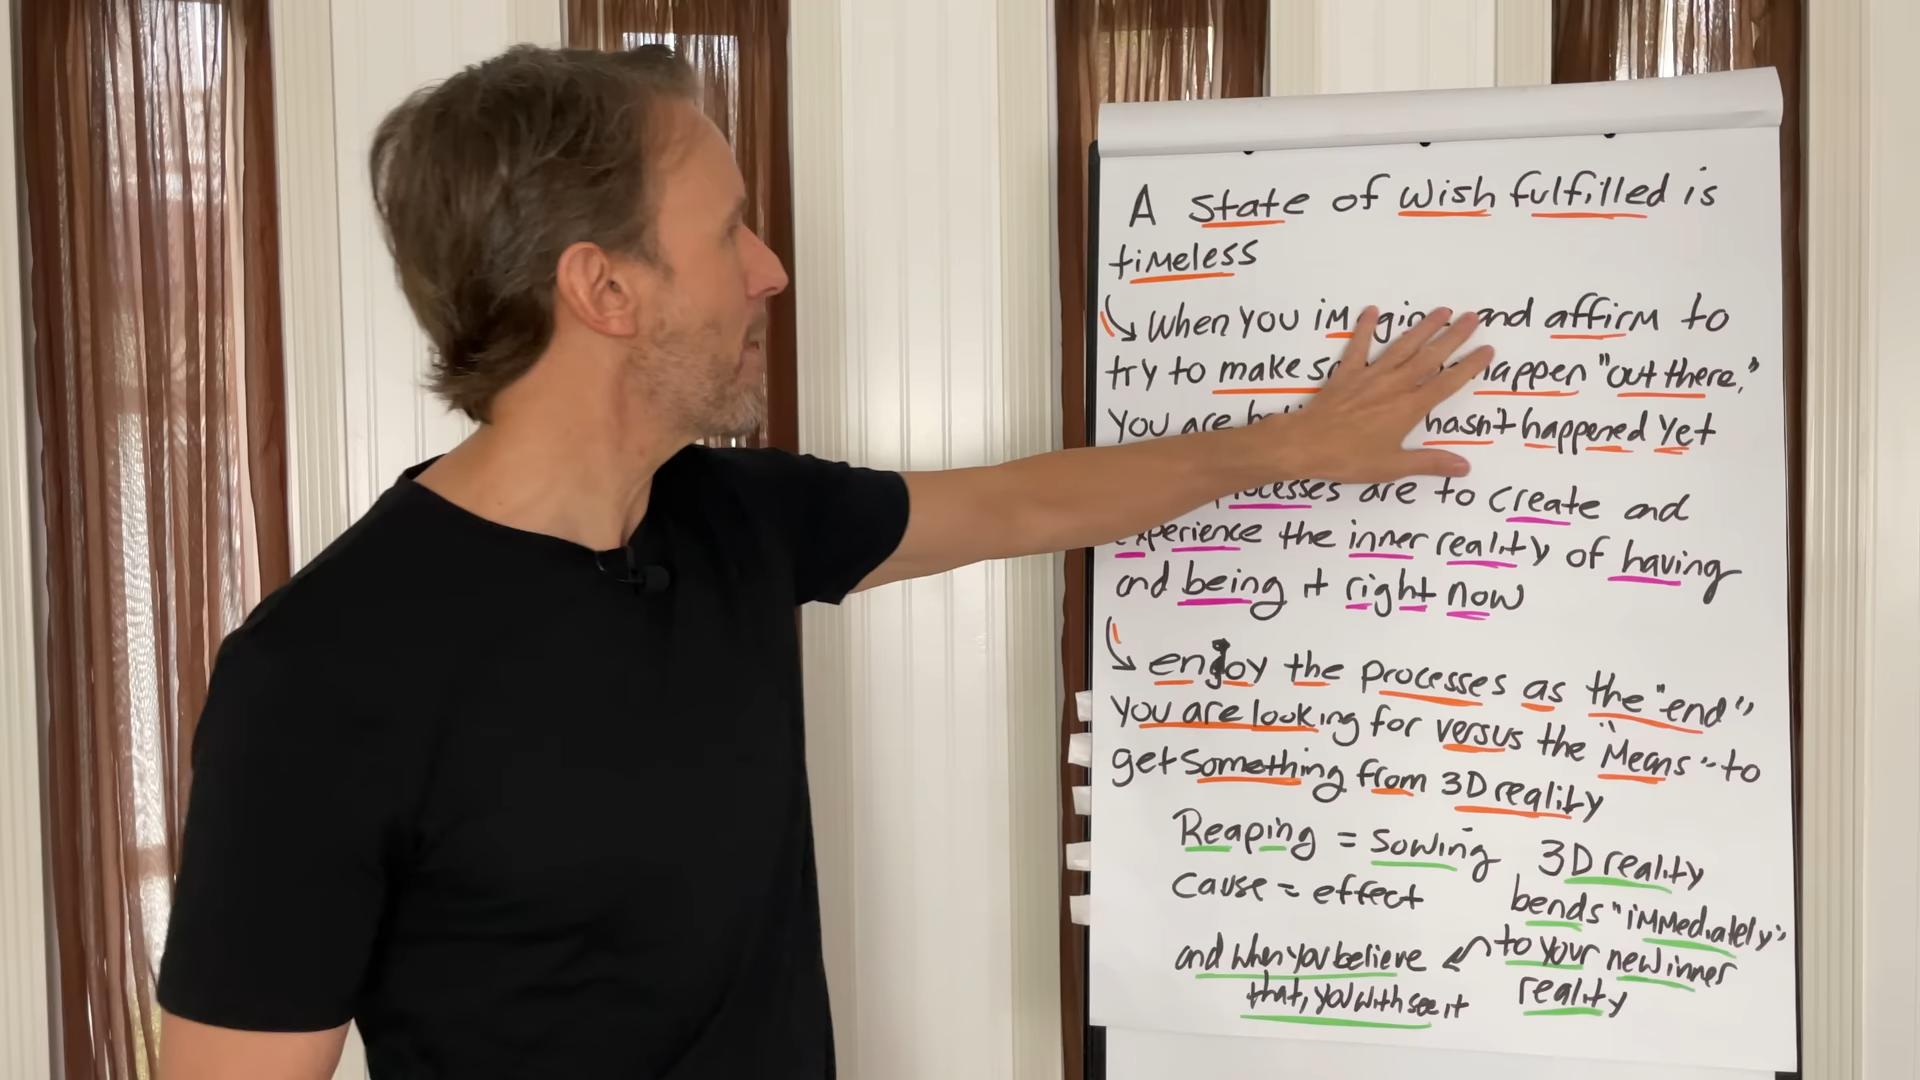 A state of wish fulfilled is
timeless
When you imagine and affirm to
try to make happen "out there,"
you are hasn't happened yet
processes are to create and
experience the inner reality of having
and being it right now
enjoy the processes as the "end"
you are looking for versus the "means" to
get something from 3D reality
Reaping = Sowing
cause = effect
3D reality
bends "immediately"
to your new inner
reality
and when you believe
that, you with see it